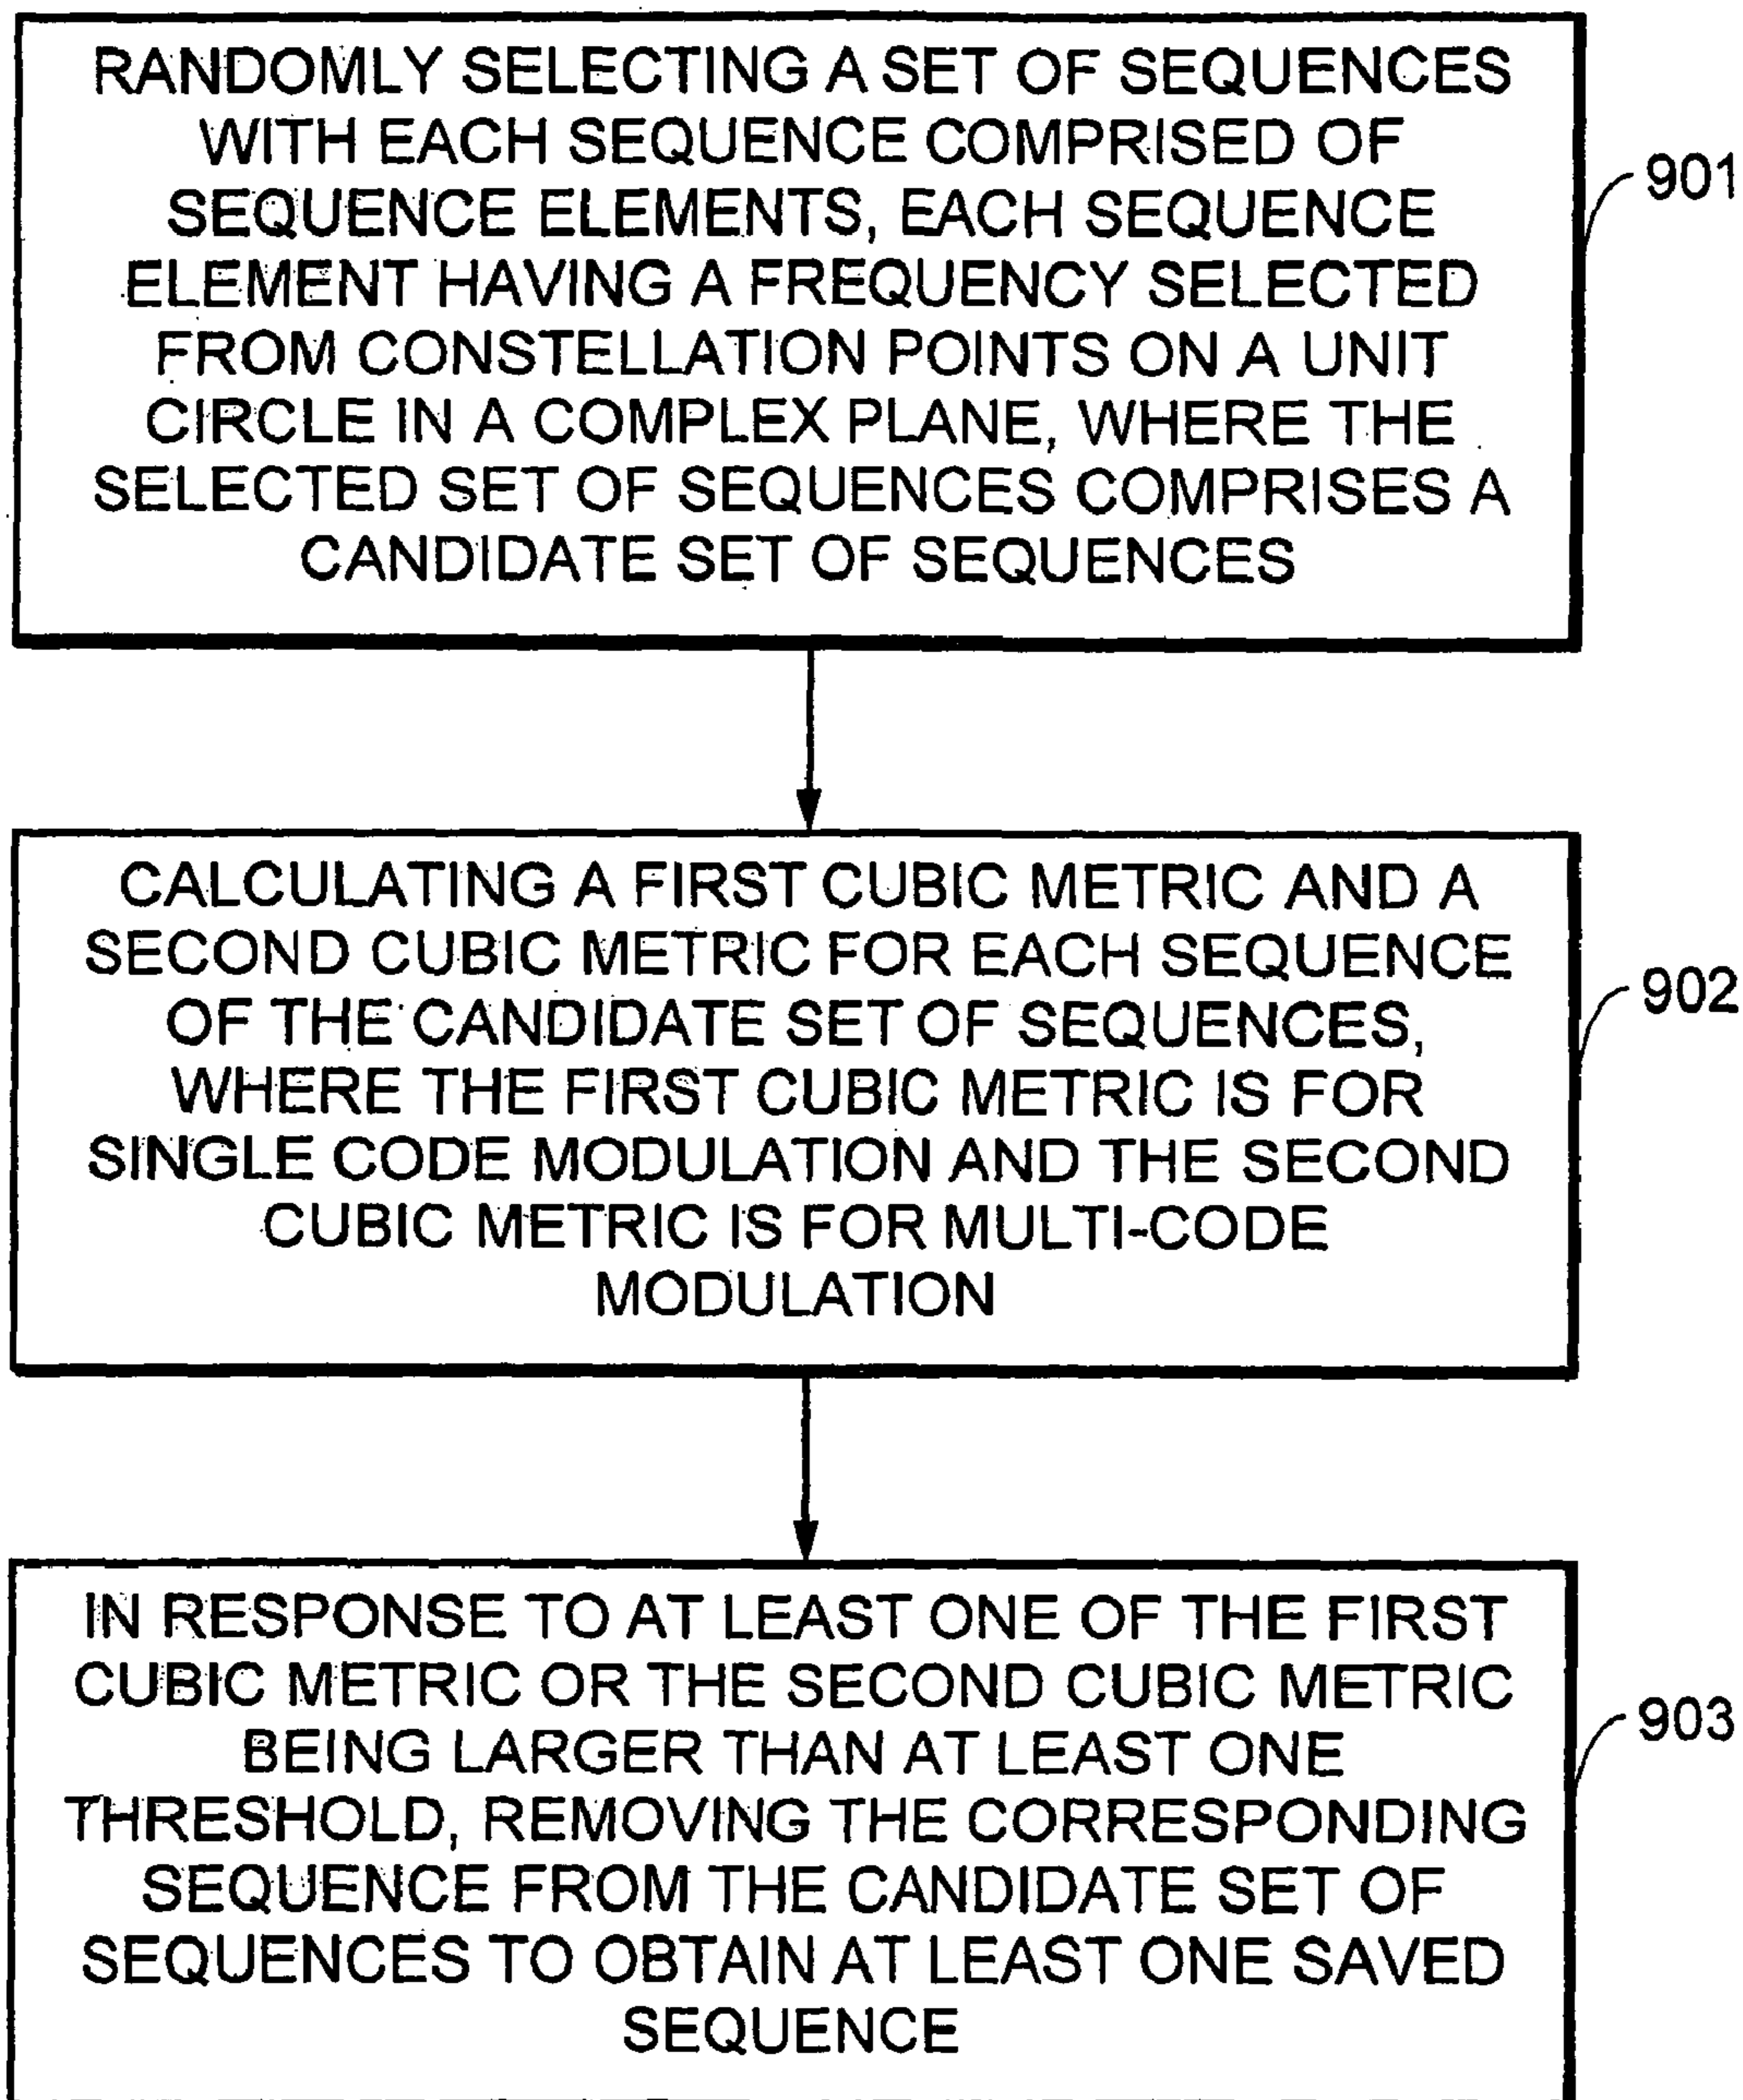 RANDOMLY SELECTING A SET OF SEQUENCES
WITH EACH SEQUENCE COMPRISED OF
SEQUENCE ELEMENTS, EACH SEQUENCE
ELEMENT HAVING A FREQUENCY SELECTED
FROM CONSTELLATION POINTS ON A UNIT
CIRCLE IN A COMPLEX PLANE, WHERE THE
SELECTED SET OF SEQUENCES COMPRISES A
CANDIDATE SET OF SEQUENCES
901
CALCULATING A FIRST CUBIC METRIC AND A
SECOND CUBIC METRIC FOR EACH SEQUENCE
OF THE CANDIDATE SET OF SEQUENCES,
WHERE THE FIRST CUBIC METRIC IS FOR
SINGLE CODE MODULATION AND THE SECOND
CUBIC METRIC IS FOR MULTI-CODE
MODULATION
902
IN RESPONSE TO AT LEAST ONE OF THE FIRST
CUBIC METRIC OR THE SECOND CUBIC METRIC
BEING LARGER THAN AT LEAST ONE
THRESHOLD, REMOVING THE CORRESPONDING
SEQUENCE FROM THE CANDIDATE SET OF
SEQUENCES TO OBTAIN AT LEAST ONE SAVED
SEQUENCE
903